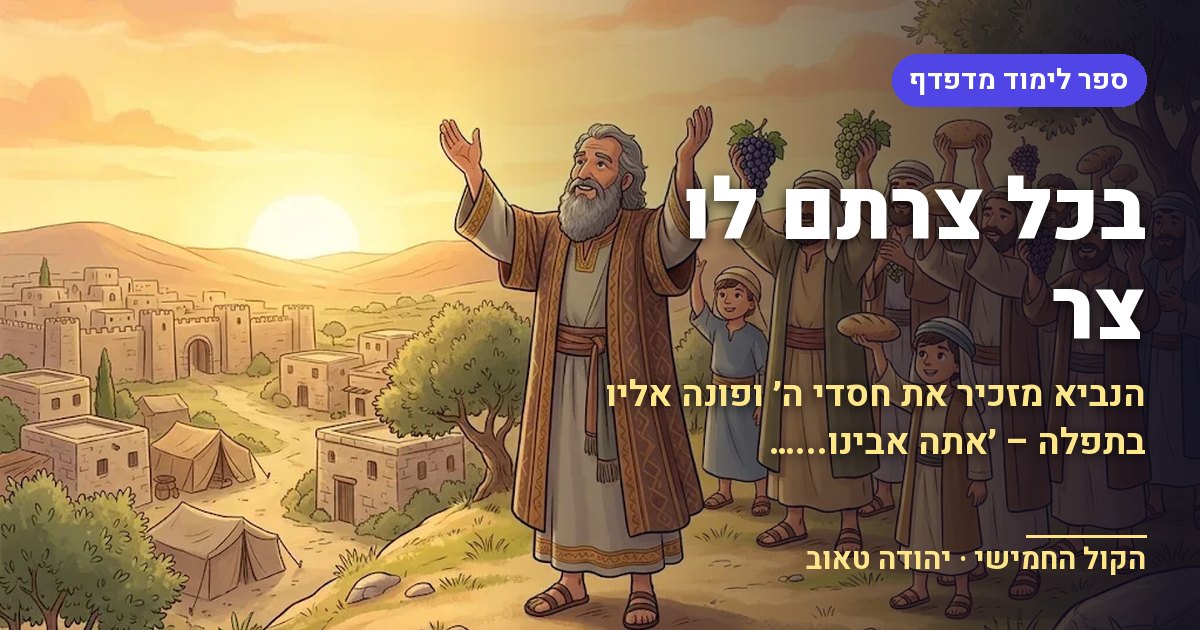 ספר לימוד מדפדף
בכל צרתם לו
צר
הנביא מזכיר את חסדי ה׳ ופונה אליו
בתפלה – ׳אתה אבינו...…
הקול החמישי · יהודה טאוב